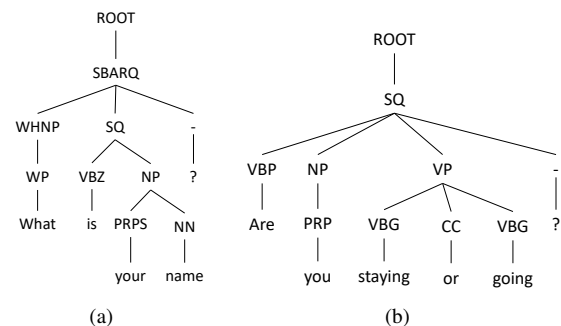 ROOT
SBARQ
WHNP SQ -
WP VBZ NP ?
What is PRPS NN
your name
(a)
ROOT
SQ
VBP NP VP -
Are PRP VBG CC VBG ?
you staying or going
(b)